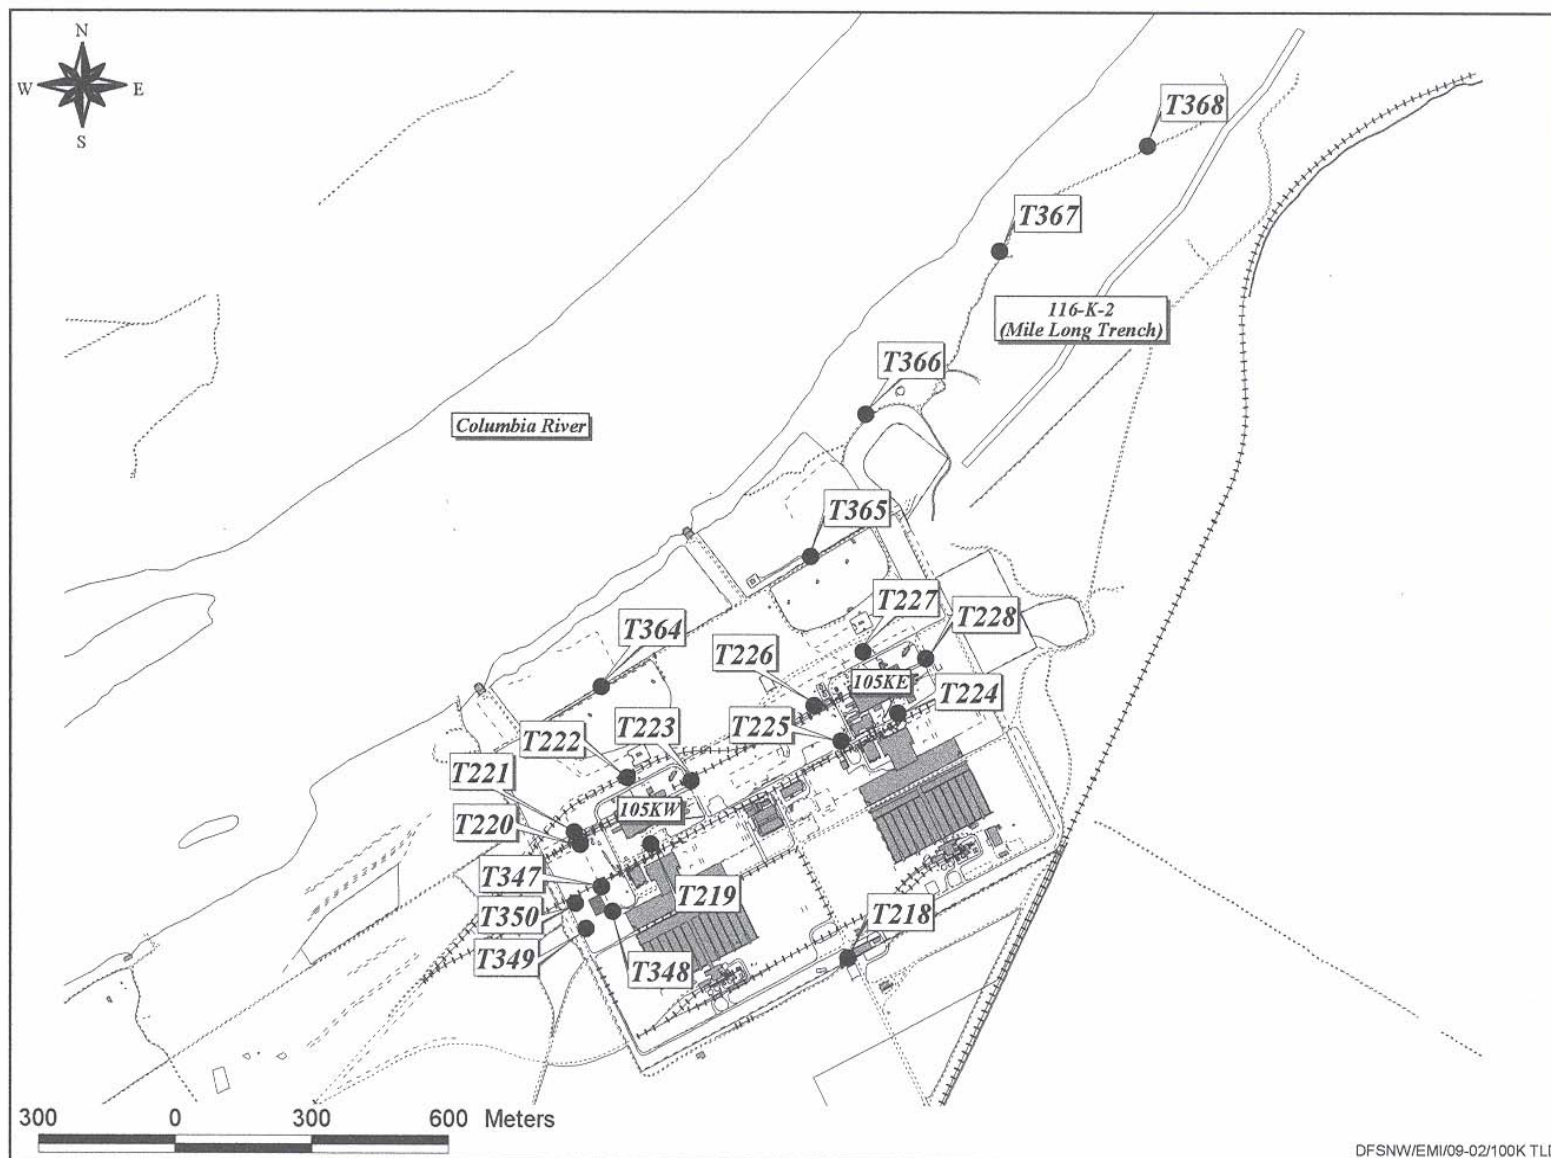 N
W E
S
T368
T367
116-K-2
(Mile Long Trench)
T366
Columbia River
T365
T227
T228
T364
T226
105KE
T224
T223
T225
T222
T221
105KW
T220
T347
T219
T350
T218
T349
T348
300 0 300 600 Meters
DFSNW/EMI/09-02/100K TLD